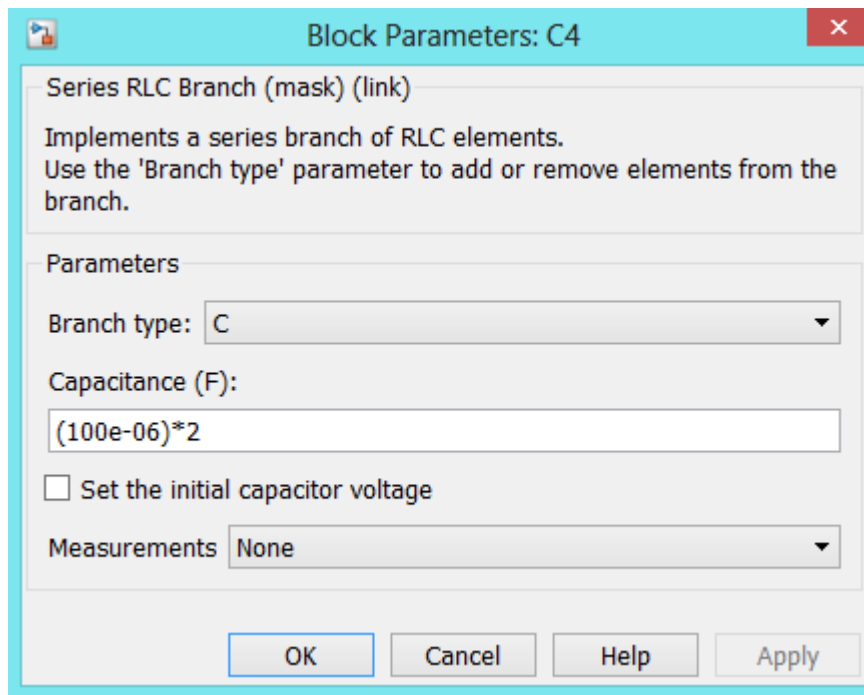 Block Parameters: C4
Series RLC Branch (mask) (link)
Implements a series branch of RLC elements.
Use the 'Branch type' parameter to add or remove elements from the
branch.
Parameters
Branch type: C
Capacitance (F):
(100e-06)*2
Set the initial capacitor voltage
Measurements None
OK Cancel Help Apply